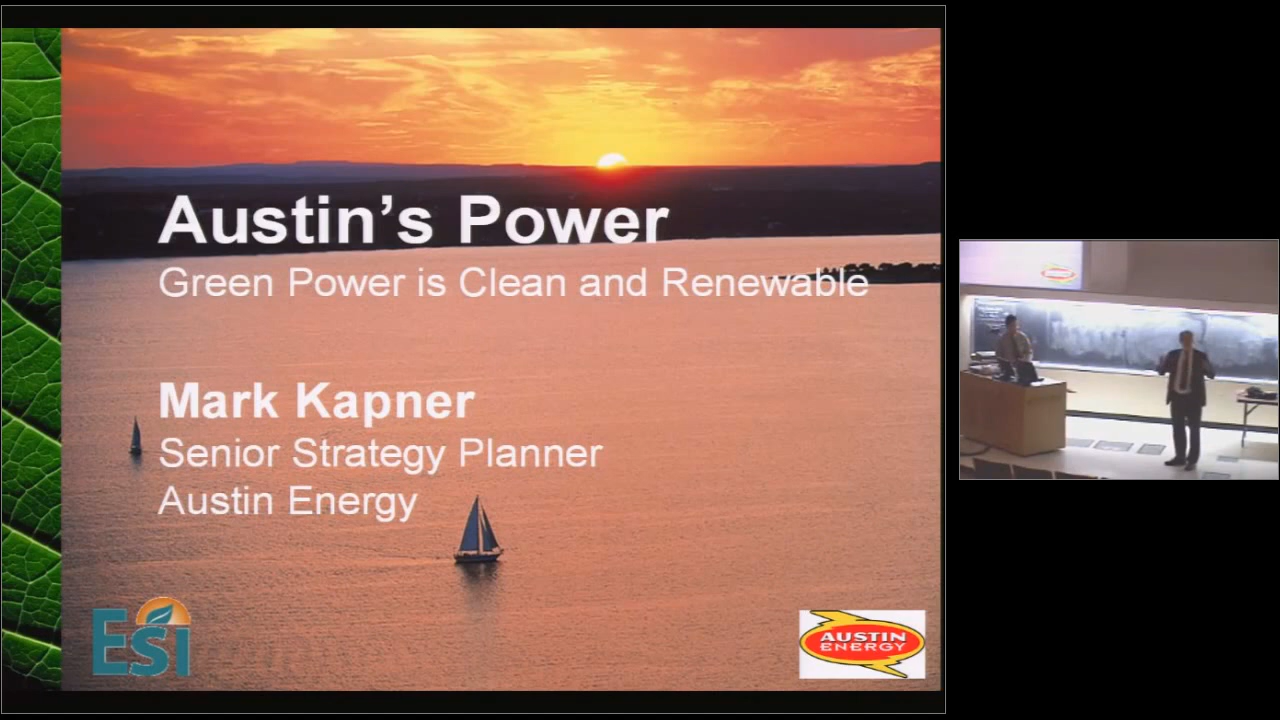 Austin's Power
Green Power is Clean and Renewable
Mark Kapner
Senior Strategy Planner
Austin Energy
ESI
AUSTIN
ENERGY